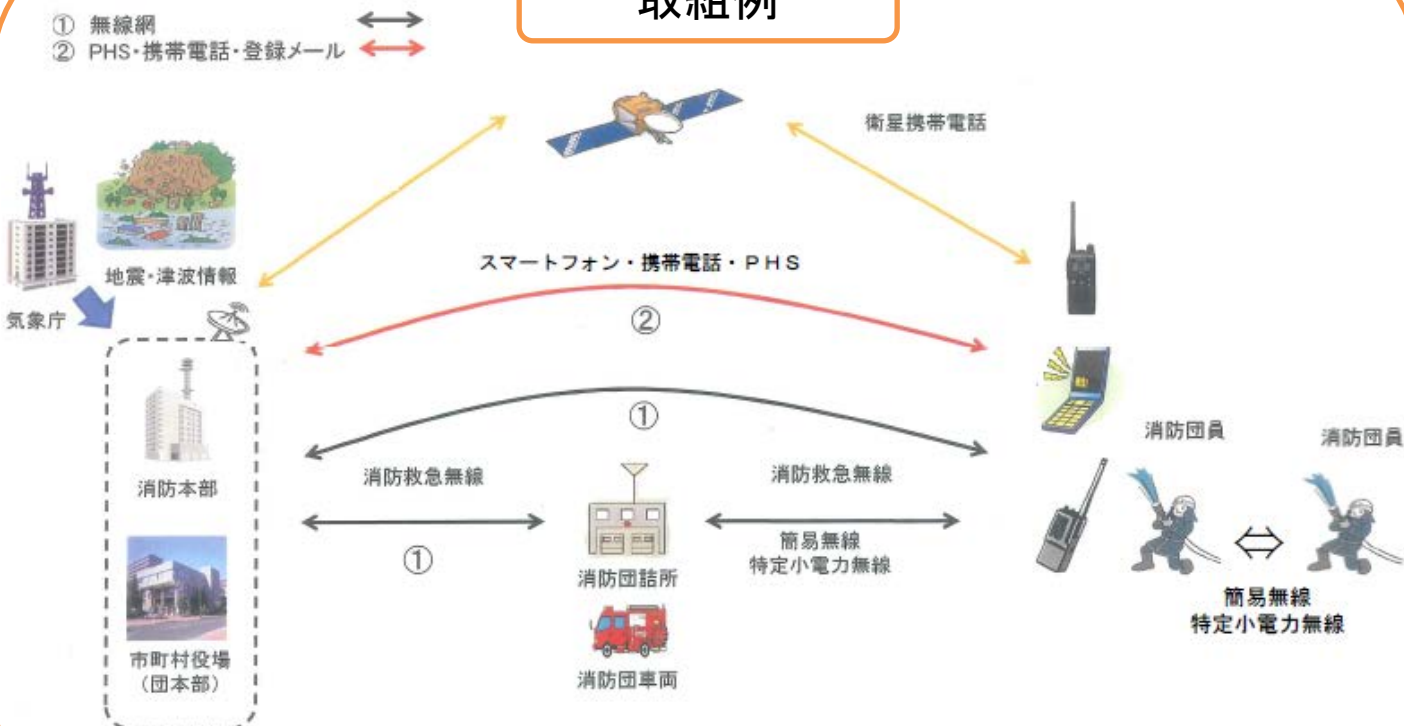 取組例
① 無線網
② PHS・携帯電話・登録メール
衛星携帯電話
地震・津波情報
気象庁
スマートフォン・携帯電話・PHS
②
①
消防本部
市町村役場
（団本部）
消防救急無線
①
消防団詰所
消防団車両
消防救急無線
簡易無線
特定小電力無線
消防団員
消防団員
簡易無線
特定小電力無線